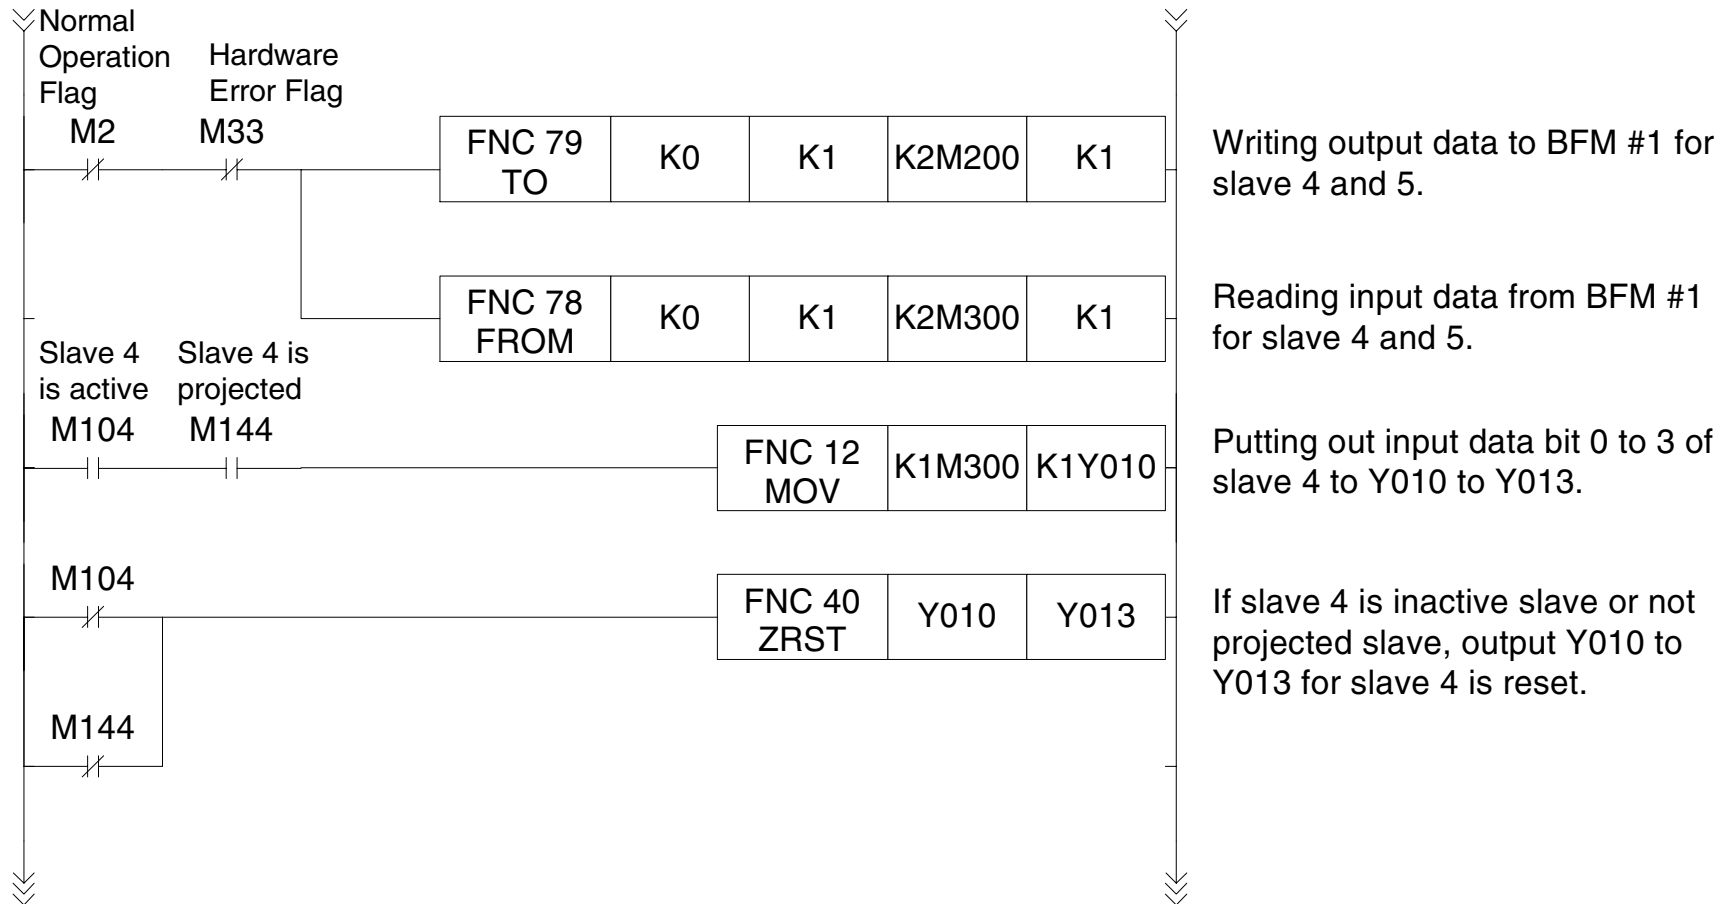 Normal
Operation
Flag
Hardware
Error Flag
M2
M33
FNC 79
TO
K0
K1
K2M200
K1
Writing output data to BFM #1 for
slave 4 and 5.
FNC 78
FROM
K0
K1
K2M300
K1
Reading input data from BFM #1
for slave 4 and 5.
Slave 4
is active
Slave 4 is
projected
M104
M144
FNC 12
MOV
K1M300
K1Y010
Putting out input data bit 0 to 3 of
slave 4 to Y010 to Y013.
M104
FNC 40
ZRST
Y010
Y013
If slave 4 is inactive slave or not
projected slave, output Y010 to
Y013 for slave 4 is reset.
M144